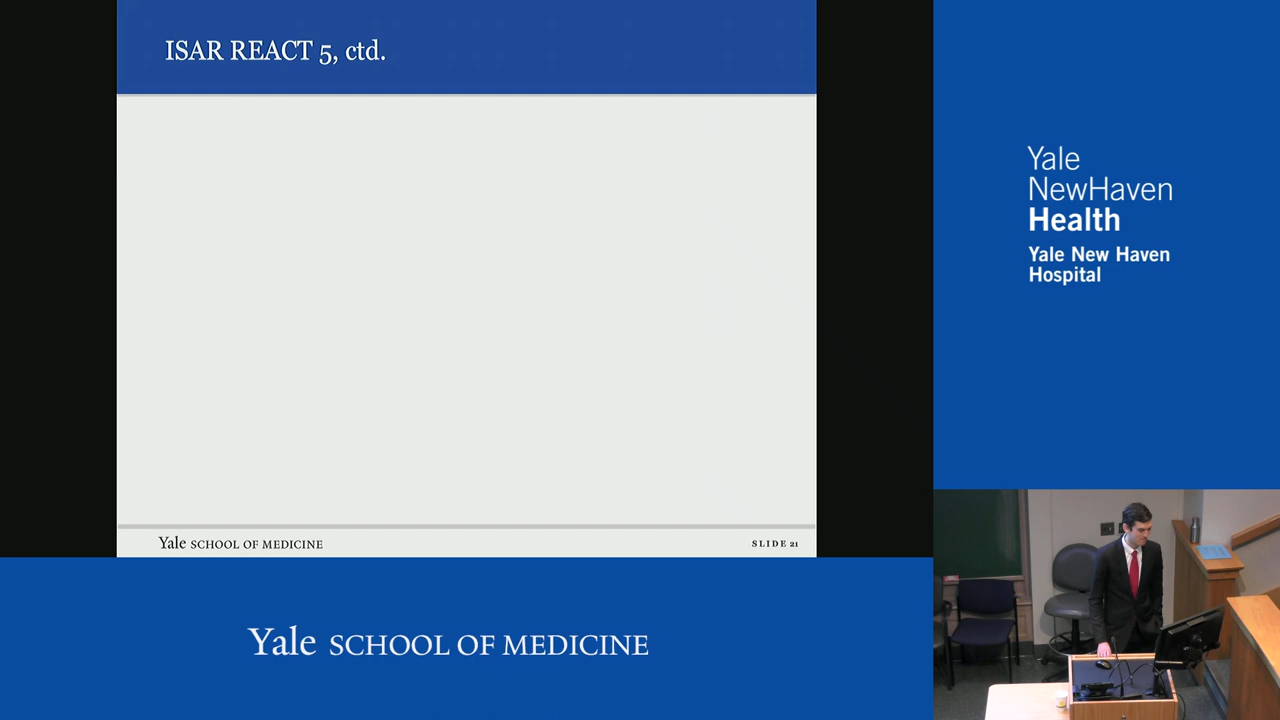 ISAR REACT 5, ctd.
Yale SCHOOL OF MEDICINE
SLIDE 21
Yale
NewHaven
Health
Yale New Haven
Hospital
Yale SCHOOL OF MEDICINE